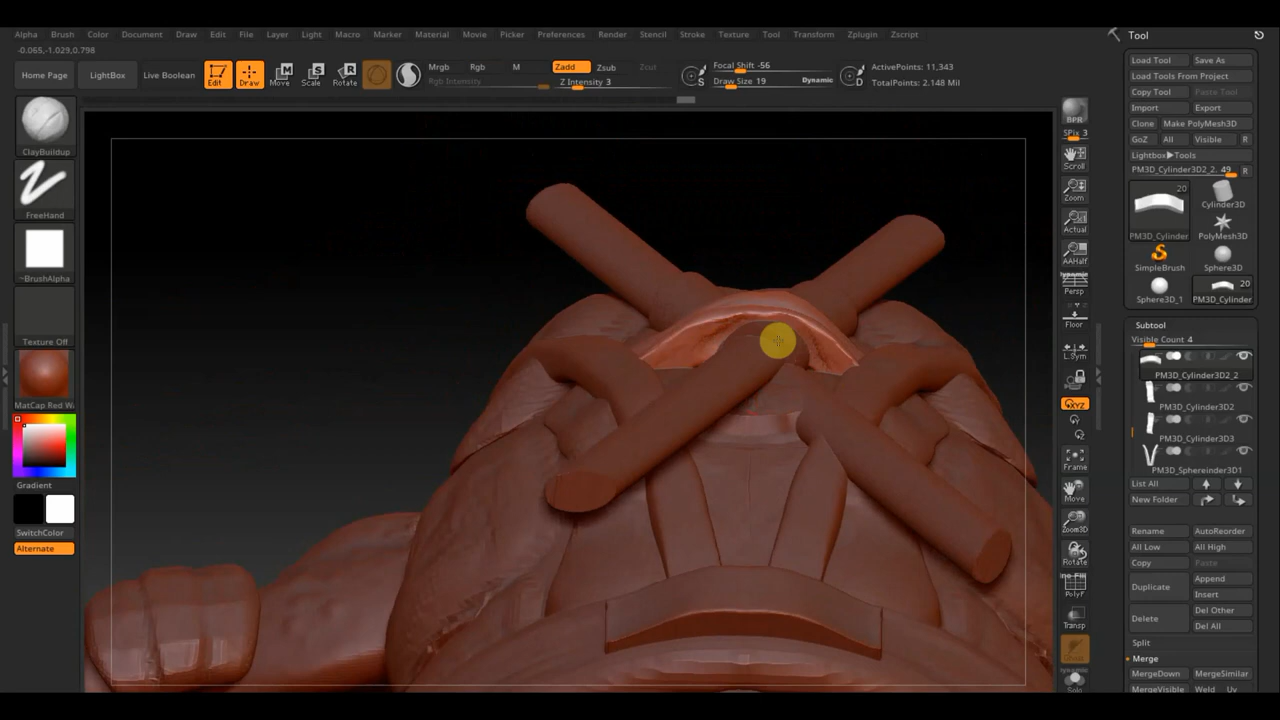 Alpha Brush Color Document Draw Edit File Layer Light Macro Marker Material Movie Picker Preferences Render Stencil Stroke Texture Tool Transform Zplugin Zscript
-0.065,-1.029,0.798
Home Page LightBox Live Boolean Edit Draw Move Scale Rotate
Mrgb Rgb M Zadd Zsub Zcut
Rgb Intensity Z Intensity 3
Focal Shift -56
Draw Size 19 Dynamic
S
D
ActivePoints: 11,343
TotalPoints: 2.148 Mil
ClayBuildup
FreeHand
~BrushAlpha
Texture Off
MatCap Red W
Gradient
SwitchColor
Alternate
BPR
SPix 3
Scroll
Zoom
Actual
AAHalf
Dynamic
Persp
Floor
L.Sym
XYZ
Y
Z
Frame
Move
Zoom3D
Rotate
Line Fill
PolyF
Transp
Dynamic
Solo
Tool
Load Tool Save As
Load Tools From Project
Copy Tool Paste Tool
Import Export
Clone Make PolyMesh3D
GoZ All Visible R
Lightbox▶Tools
PM3D_Cylinder3D2_2. 49 R
20
PM3D_Cylinder
Cylinder3D
PolyMesh3D
SimpleBrush
Sphere3D
Sphere3D_1
20
PM3D_Cylinder
Subtool
Visible Count 4
PM3D_Cylinder3D2_2
PM3D_Cylinder3D2
PM3D_Cylinder3D3
PM3D_Sphereinder3D1
List All
New Folder
Rename AutoReorder
All Low All High
Copy Paste
Duplicate Append
Insert
Delete Del Other
Del All
Split
Merge
MergeDown MergeSimilar
MergeVisible Weld Uv